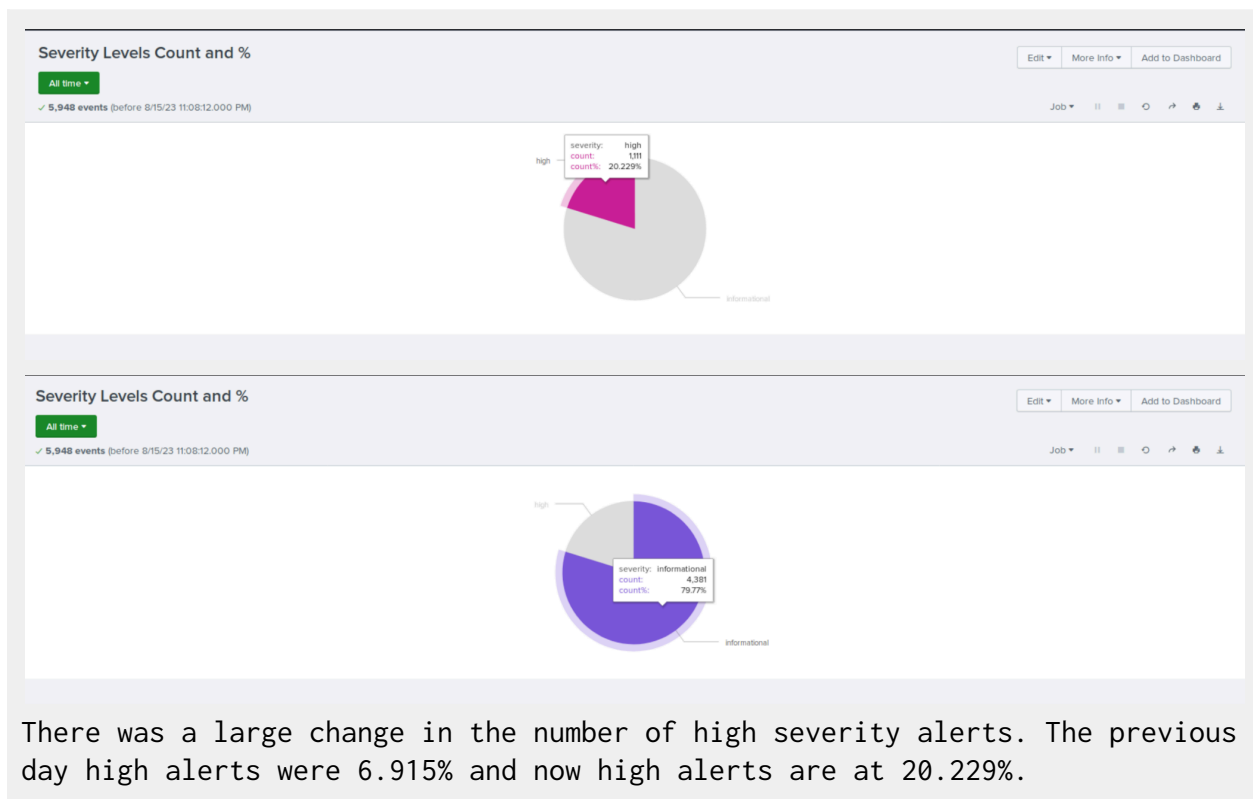 Severity Levels Count and %
Edit ▾ More Info ▾ Add to Dashboard
All time ▾
✓ 5,948 events (before 8/15/23 11:08:12.000 PM)
Job ▾
severity: high
count: 1,111
count%: 20.229%
high
informational
Severity Levels Count and %
Edit ▾ More Info ▾ Add to Dashboard
All time ▾
✓ 5,948 events (before 8/15/23 11:08:12.000 PM)
Job ▾
high
severity: informational
count: 4,381
count%: 79.77%
informational
There was a large change in the number of high severity alerts. The previous
day high alerts were 6.915% and now high alerts are at 20.229%.